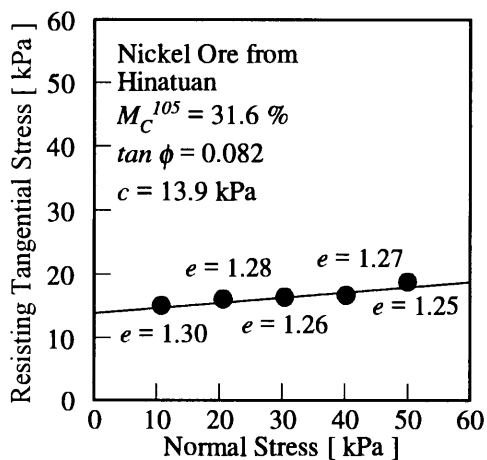 Resisting Tangential Stress [ kPa ]
60
50
40
30
20
10
0
Nickel Ore from
Hinatuan
M_C^105 = 31.6 %
tan ϕ = 0.082
c = 13.9 kPa
e = 1.28
e = 1.27
e = 1.30
e = 1.26
e = 1.25
0 10 20 30 40 50 60
Normal Stress [ kPa ]